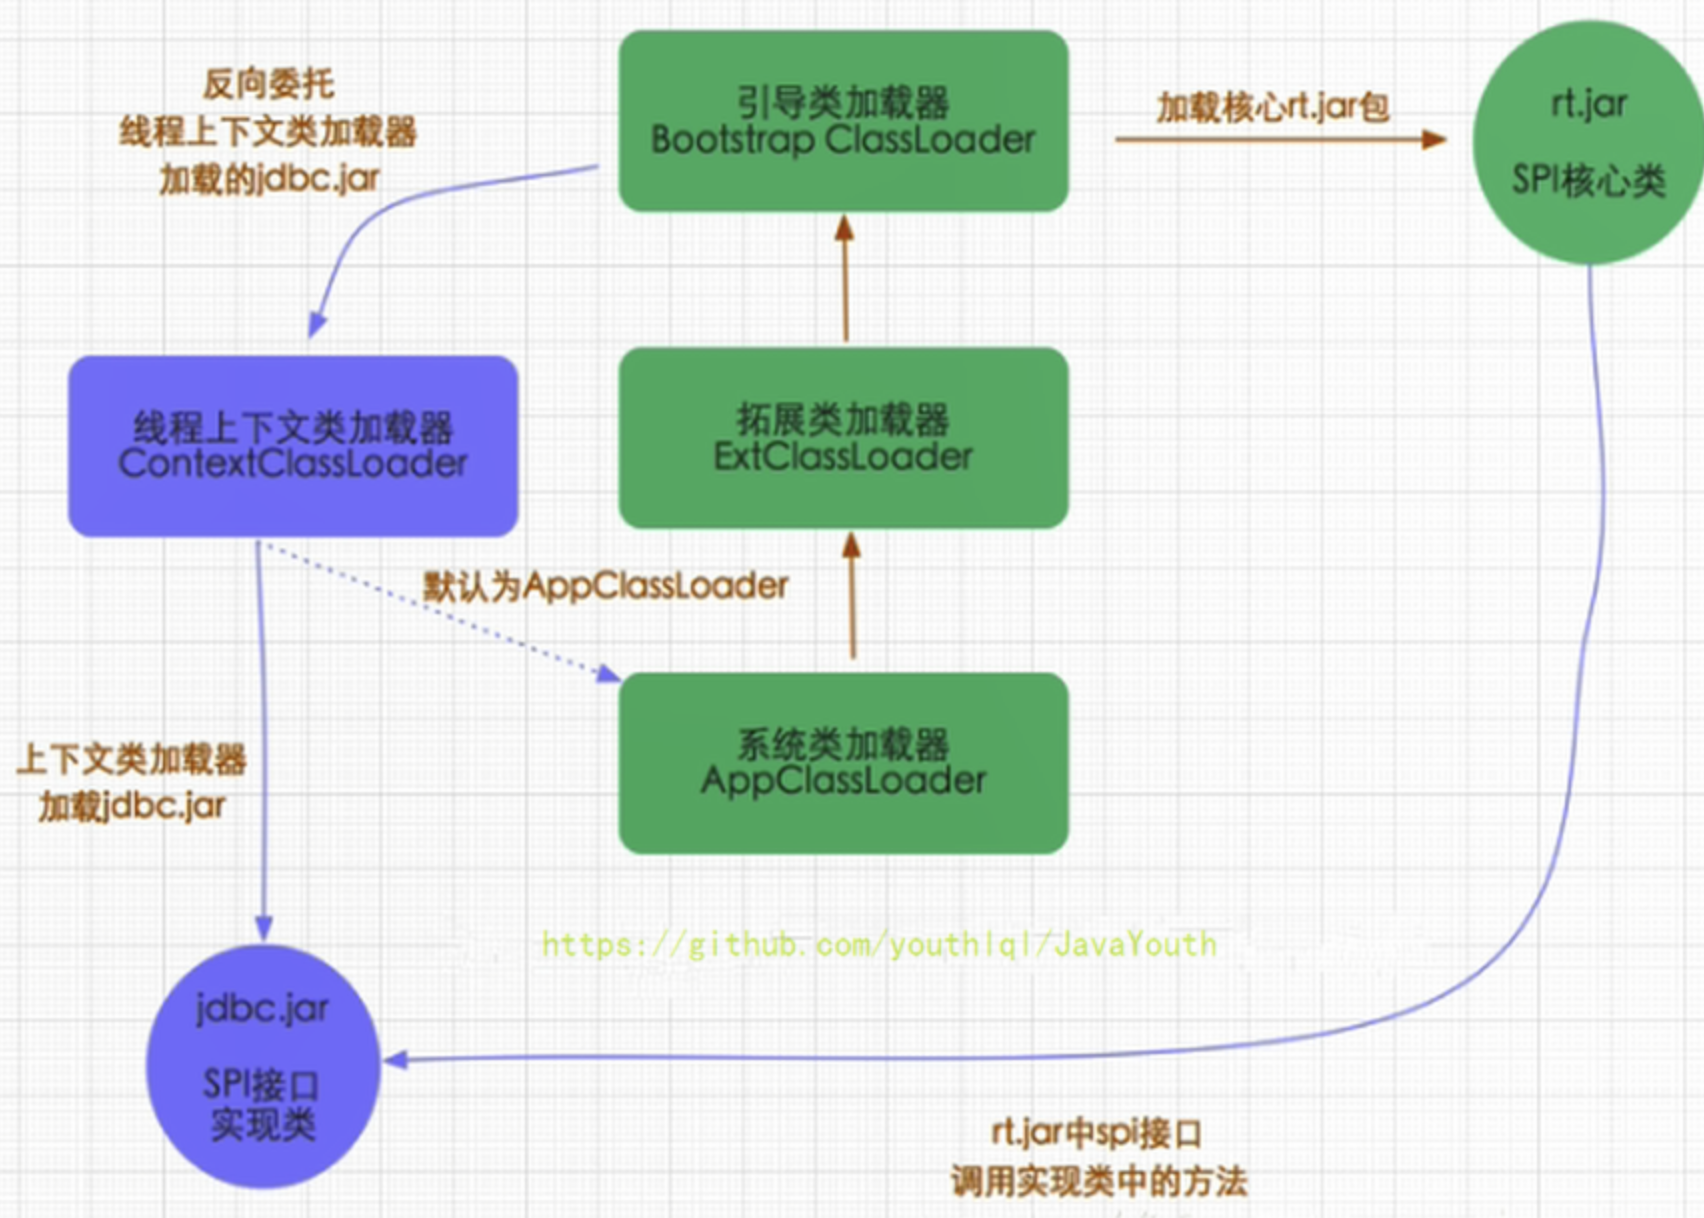 反向委托
线程上下文类加载器
加载的jdbc.jar
引导类加载器
Bootstrap ClassLoader
加载核心rt.jar包
rt.jar
SPI核心类
线程上下文类加载器
ContextClassLoader
拓展类加载器
ExtClassLoader
默认为AppClassLoader
系统类加载器
AppClassLoader
上下文类加载器
加载jdbc.jar
https://github.com/youthlql/JavaYouth
jdbc.jar
SPI接口
实现类
rt.jar中spi接口
调用实现类中的方法